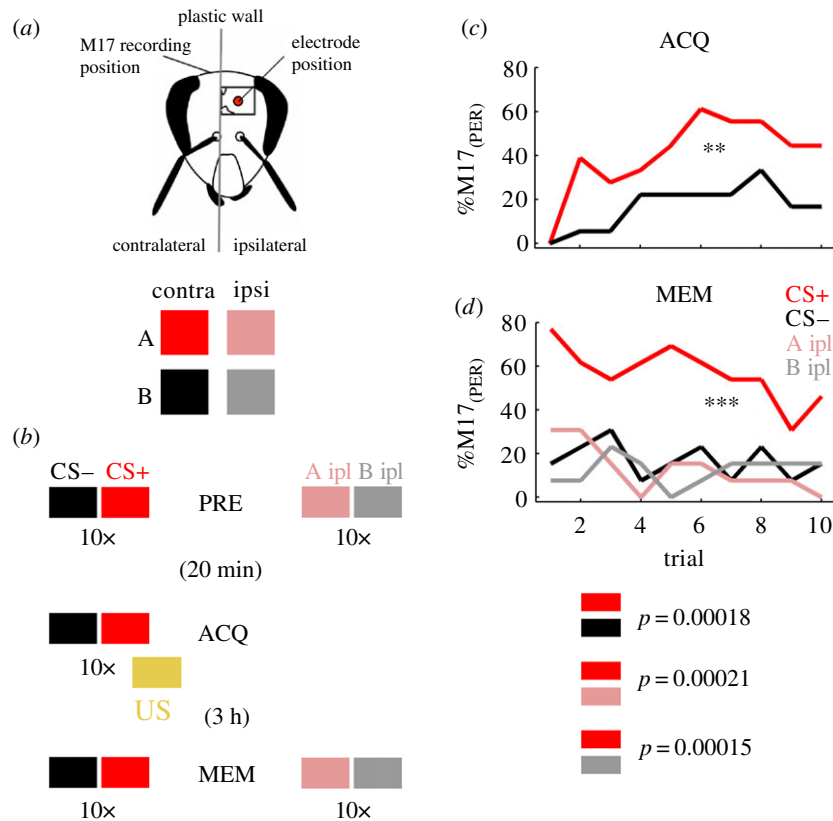 (a)
plastic wall
M17 recording
position
electrode
position
contralateral
ipsilateral
contra ipsi
A
B
(b)
CS– CS+
PRE
A ipl B ipl
10×
10×
(20 min)
ACQ
10×
US
(3 h)
MEM
10×
10×
(c)
ACQ
%M17(PER)
80
60
40
20
0
**
(d)
MEM
CS+
CS–
A ipl
B ipl
%M17(PER)
80
60
40
20
0
***
2 4 6 8 10
trial
p = 0.00018
p = 0.00021
p = 0.00015